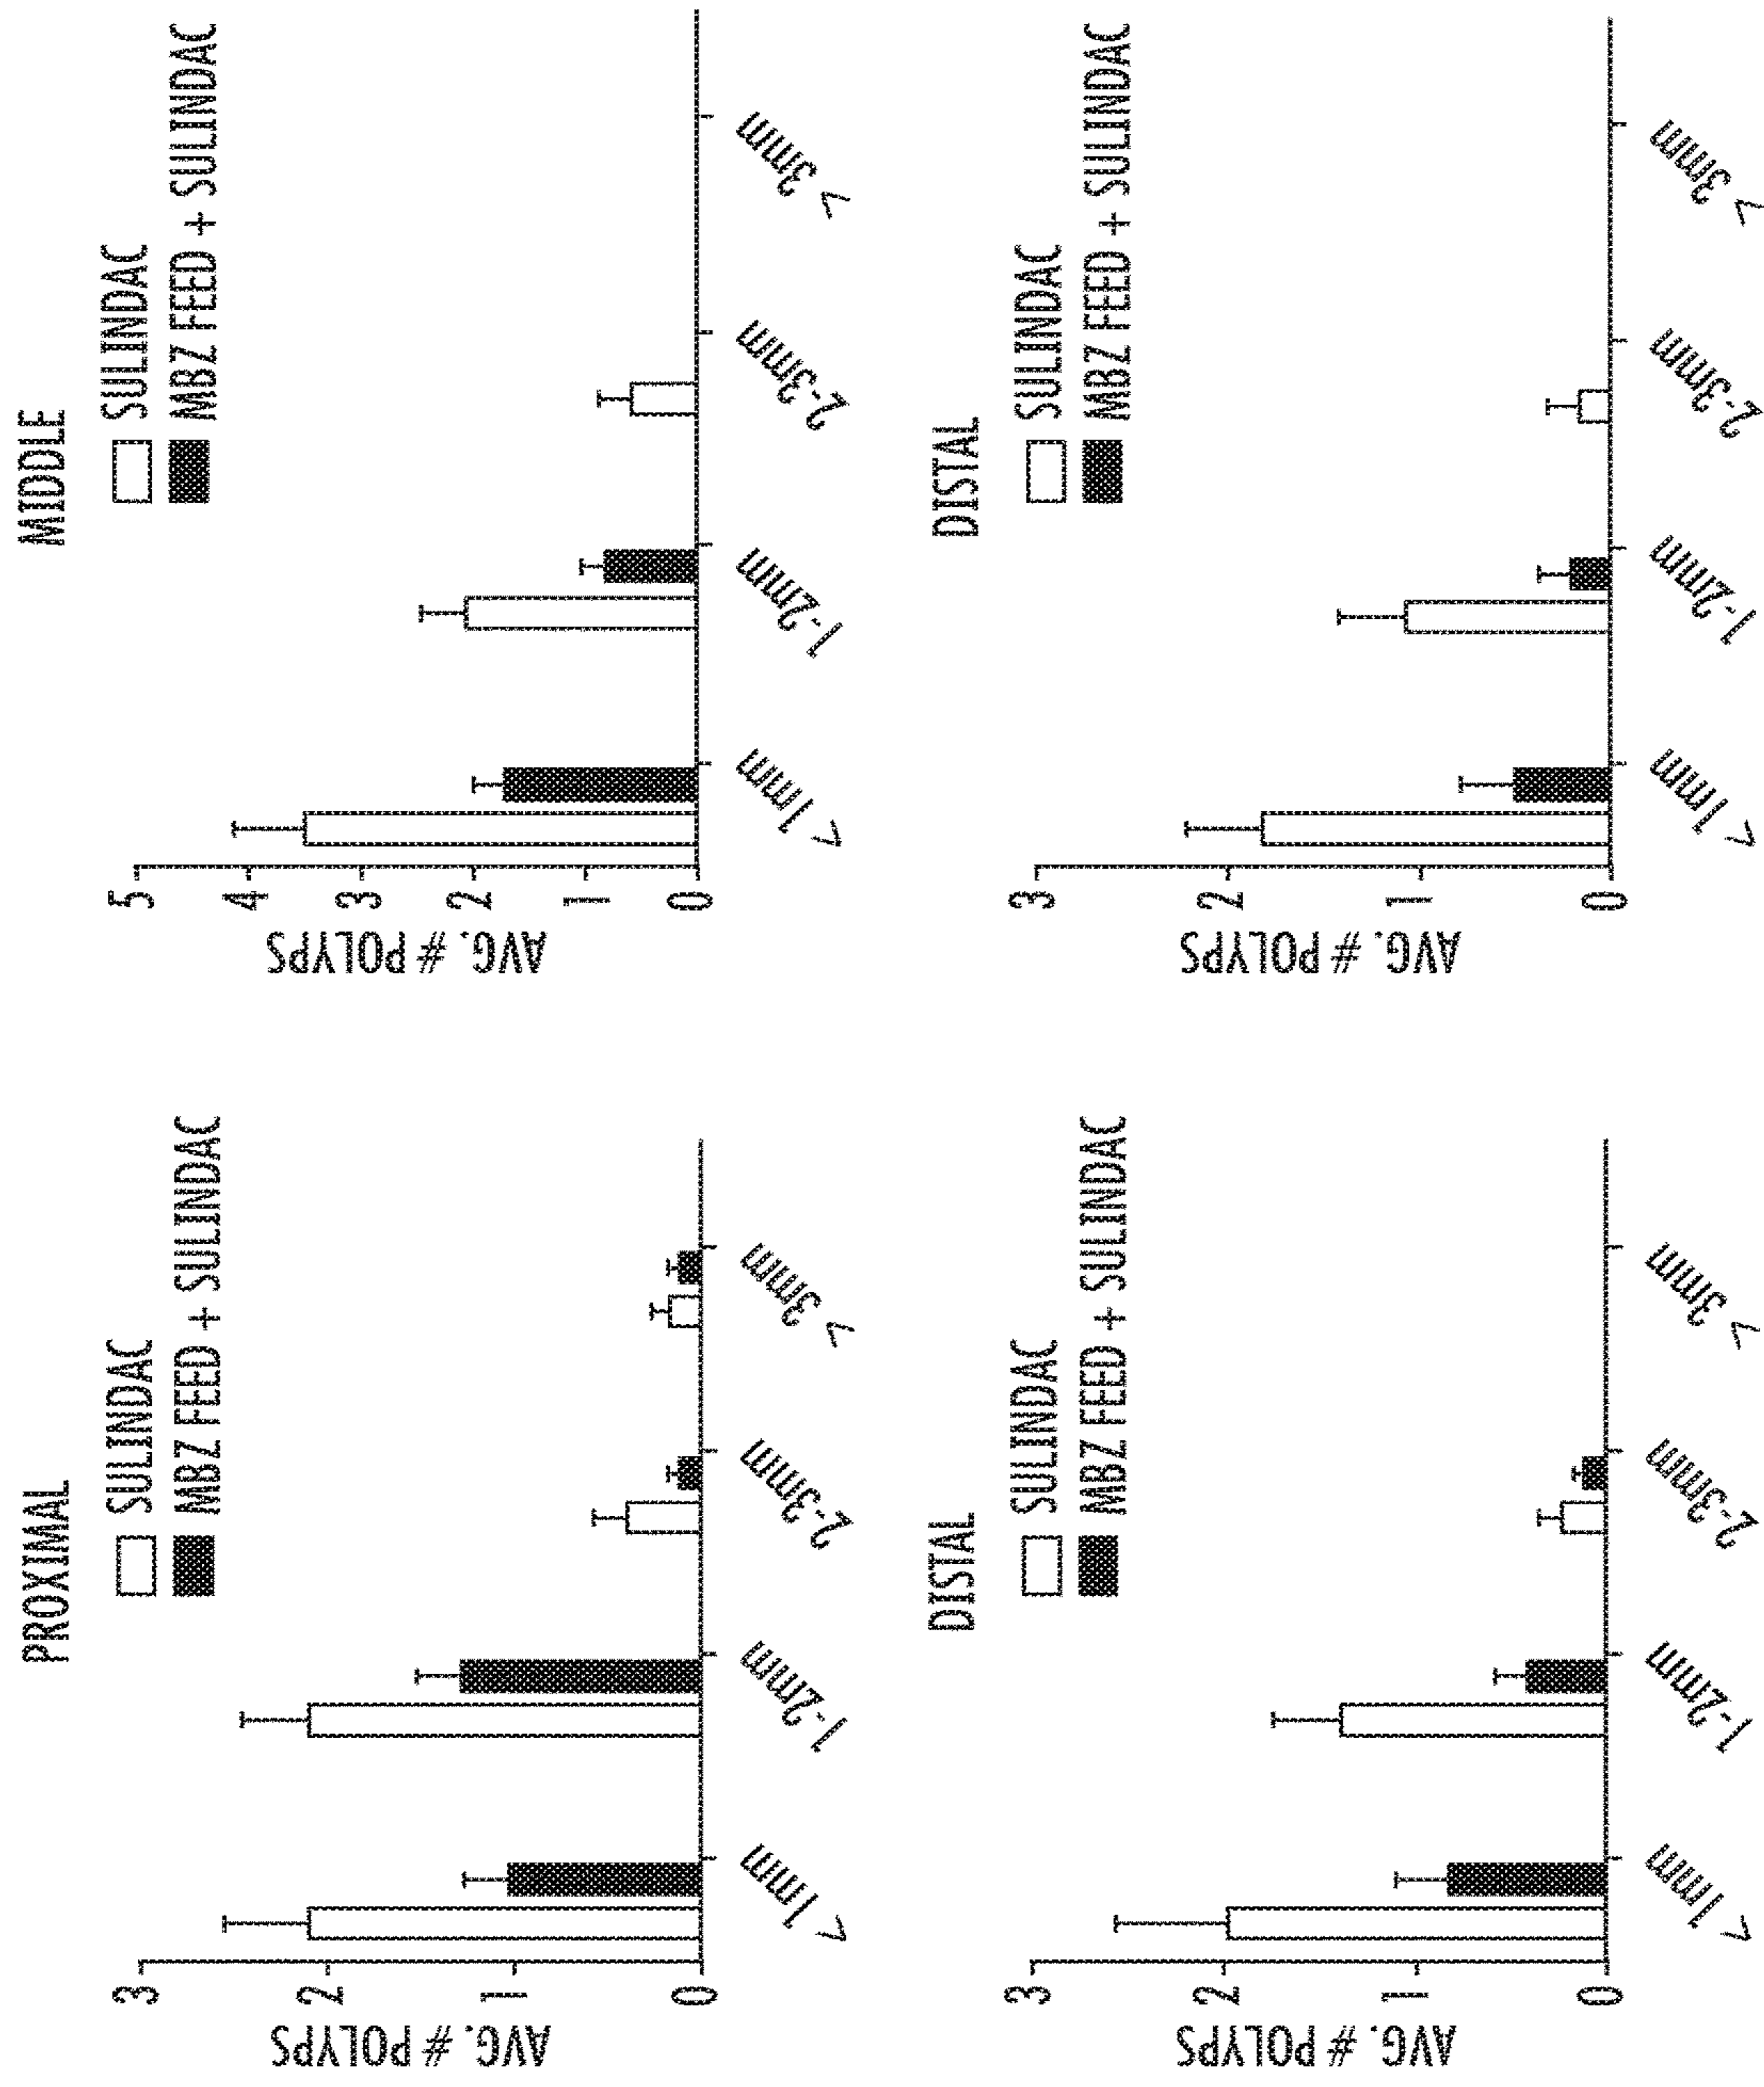 PROXIMAL
SULINDAC
MBZ FEED + SULINDAC
AVG. # POLYPS
3
2
1
0
< 1mm
1-2mm
2-3mm
> 3mm
MIDDLE
SULINDAC
MBZ FEED + SULINDAC
AVG. # POLYPS
5
4
3
2
1
0
< 1mm
1-2mm
2-3mm
> 3mm
DISTAL
SULINDAC
MBZ FEED + SULINDAC
AVG. # POLYPS
3
2
1
0
< 1mm
1-2mm
2-3mm
> 3mm
DISTAL
SULINDAC
MBZ FEED + SULINDAC
AVG. # POLYPS
3
2
1
0
< 1mm
1-2mm
2-3mm
> 3mm